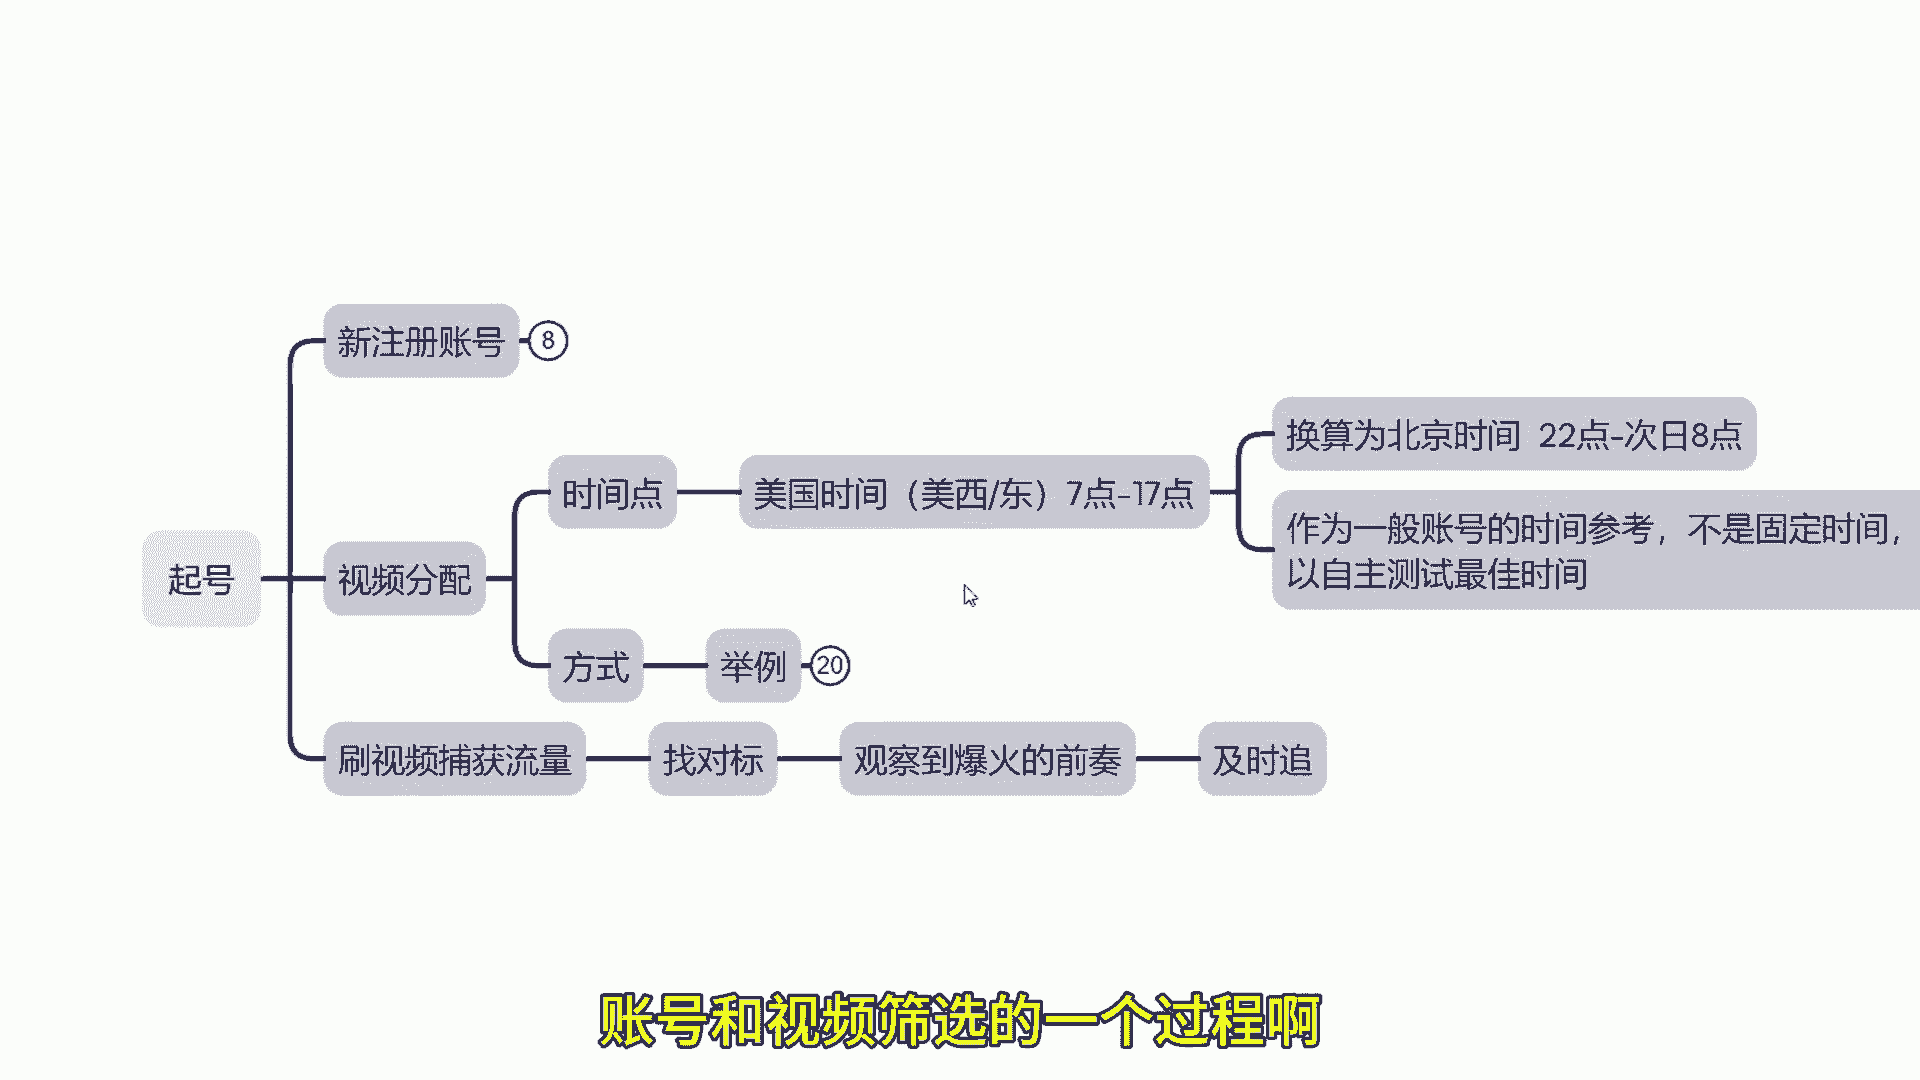 新注册账号
8
换算为北京时间 22点-次日8点
时间点
美国时间（美西/东）7点-17点
作为一般账号的时间参考，不是固定时间，
以自主测试最佳时间
起号
视频分配
方式
举例
20
刷视频捕获流量
找对标
观察到爆火的前奏
及时追
账号和视频筛选的一个过程啊